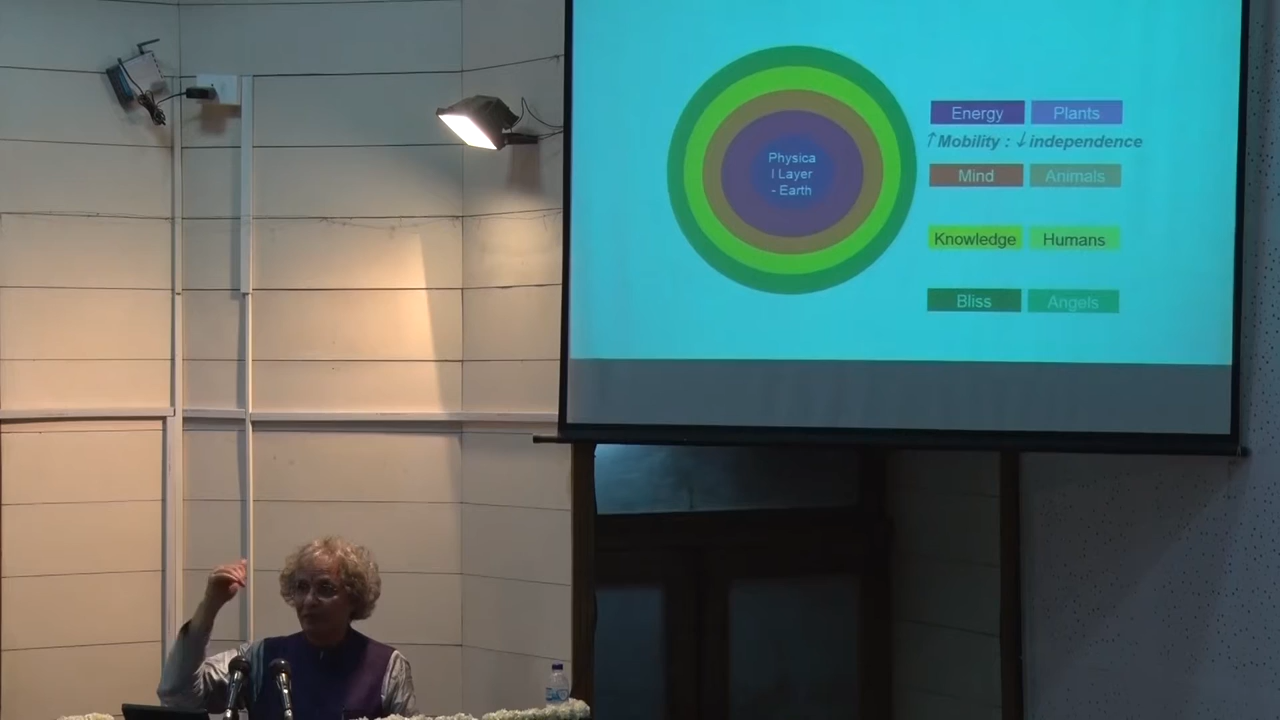 Physica
l Layer
- Earth
Energy Plants
↑Mobility : ↓independence
Mind Animals
Knowledge Humans
Bliss Angels